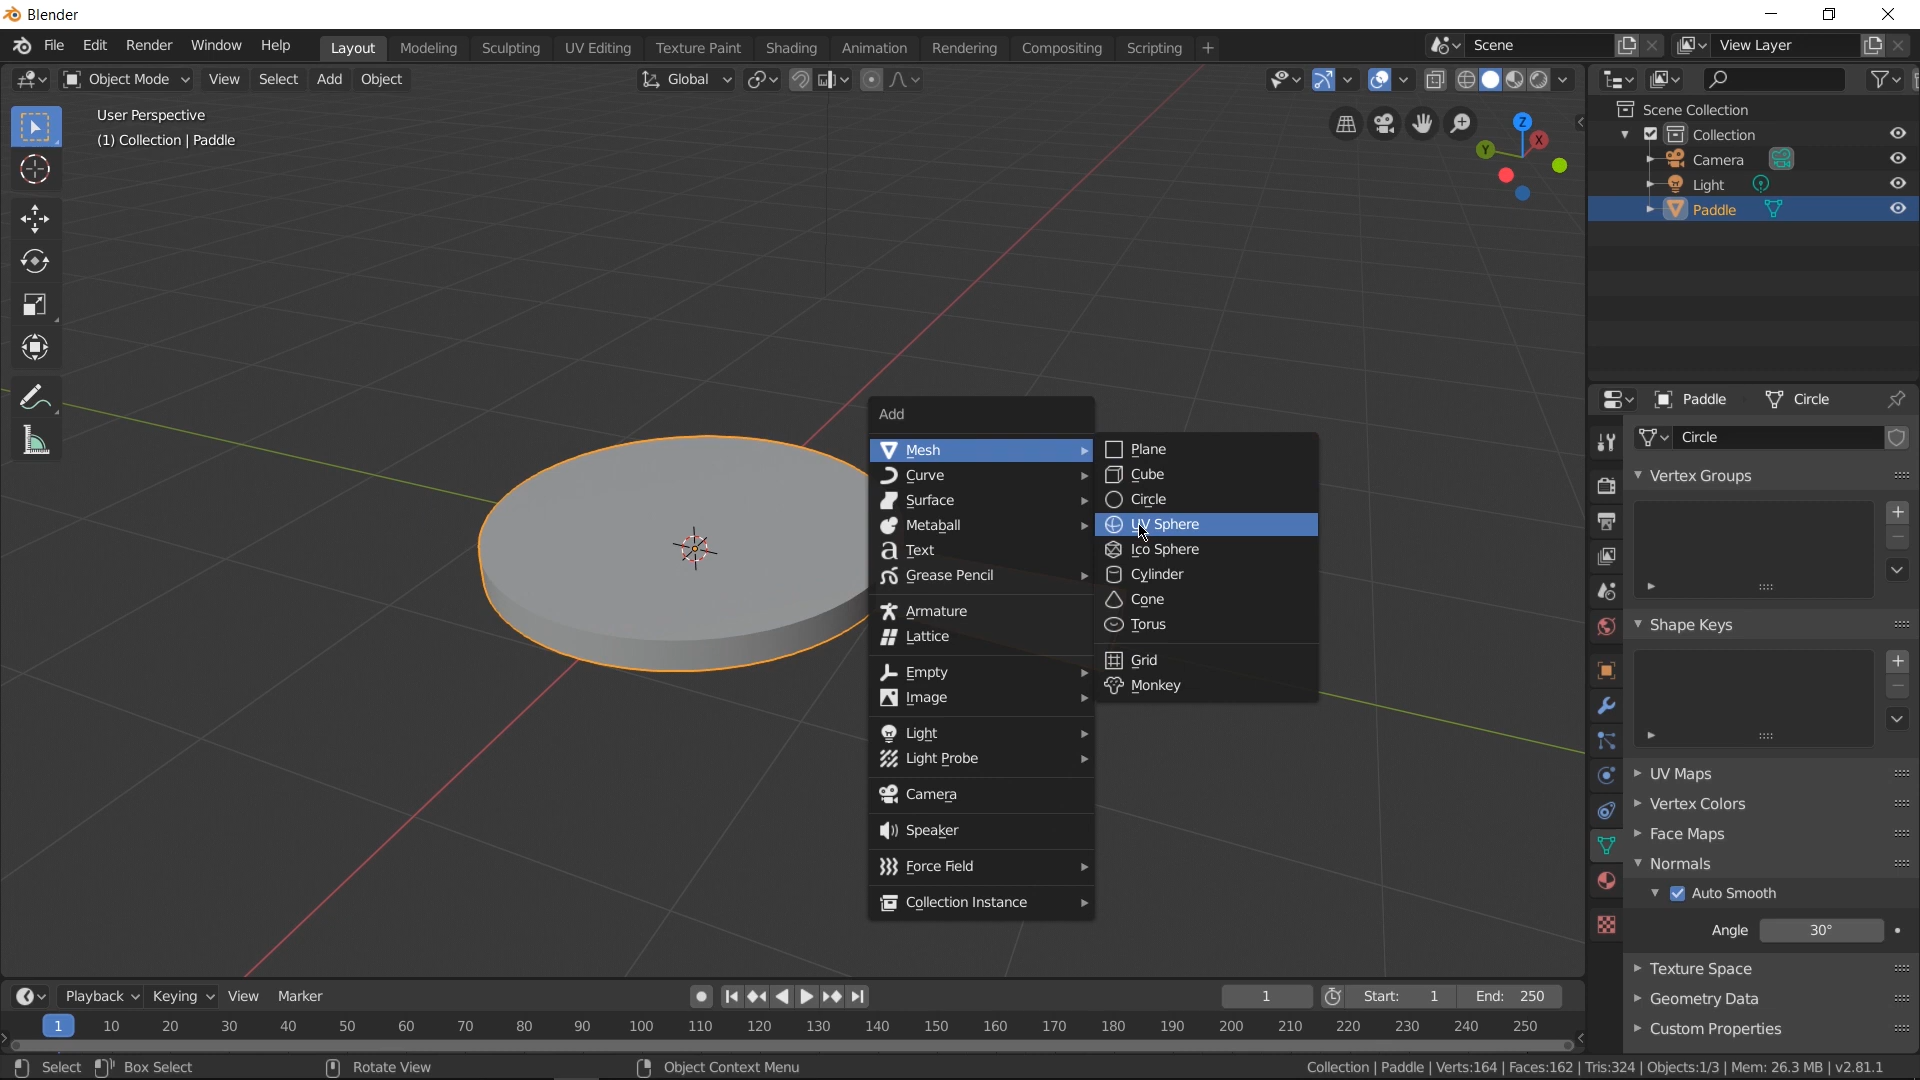 Blender
File Edit Render Window Help Layout Modeling Sculpting UV Editing Texture Paint Shading Animation Rendering Compositing Scripting + Scene View Layer
Object Mode View Select Add Object Global
User Perspective
(1) Collection | Paddle
Z
X
Y
Scene Collection
Collection
Camera
Light
Paddle
Paddle Circle
Circle
Vertex Groups
Shape Keys
UV Maps
Vertex Colors
Face Maps
Normals
Auto Smooth
Angle 30°
Texture Space
Geometry Data
Custom Properties
Add
Mesh
Curve
Surface
Metaball
Text
Grease Pencil
Armature
Lattice
Empty
Image
Light
Light Probe
Camera
Speaker
Force Field
Collection Instance
Plane
Cube
Circle
UV Sphere
Ico Sphere
Cylinder
Cone
Torus
Grid
Monkey
Playback Keying View Marker 1 Start: 1 End: 250
1 10 20 30 40 50 60 70 80 90 100 110 120 130 140 150 160 170 180 190 200 210 220 230 240 250
Select Box Select Rotate View Object Context Menu Collection | Paddle | Verts:164 | Faces:162 | Tris:324 | Objects:1/3 | Mem: 26.3 MB | v2.81.1